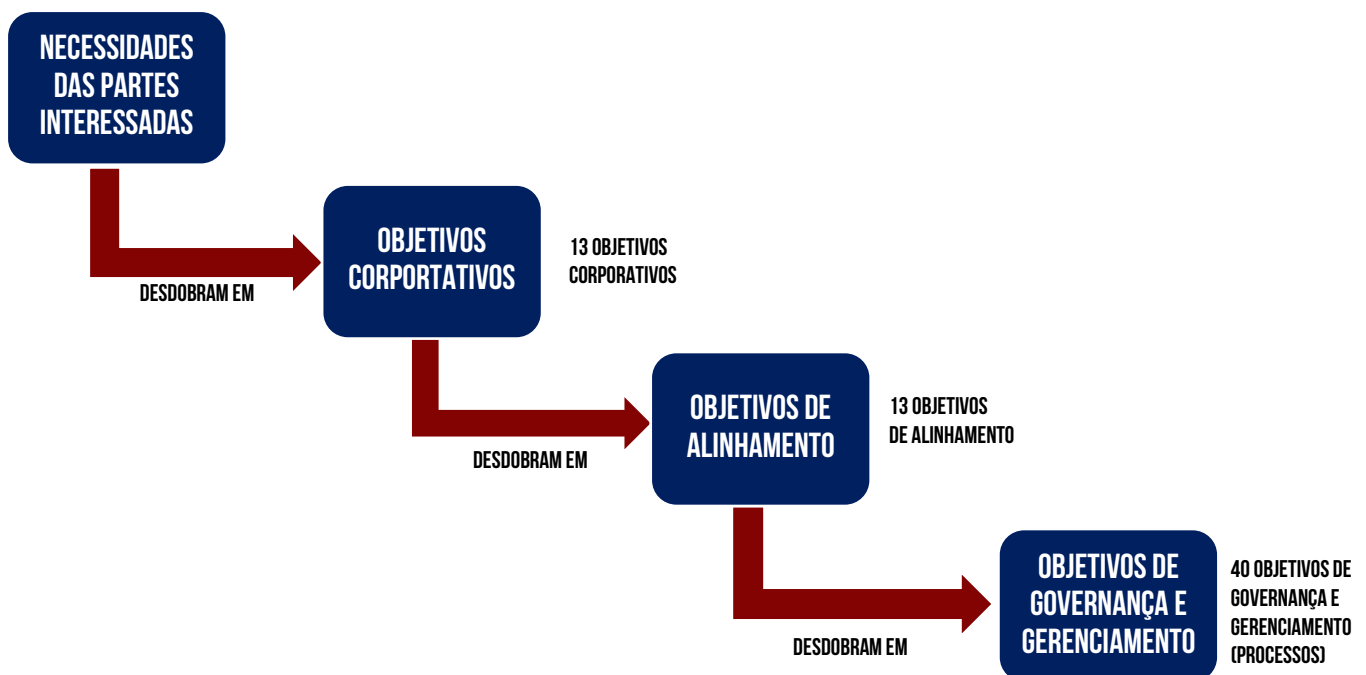 NECESSIDADES
DAS PARTES
INTERESSADAS
DESDOBRAM EM
OBJETIVOS
CORPORTATIVOS
13 OBJETIVOS
CORPORATIVOS
DESDOBRAM EM
OBJETIVOS DE
ALINHAMENTO
13 OBJETIVOS
DE ALINHAMENTO
DESDOBRAM EM
OBJETIVOS DE
GOVERNANÇA E
GERENCIAMENTO
40 OBJETIVOS DE
GOVERNANÇA E
GERENCIAMENTO
(PROCESSOS)